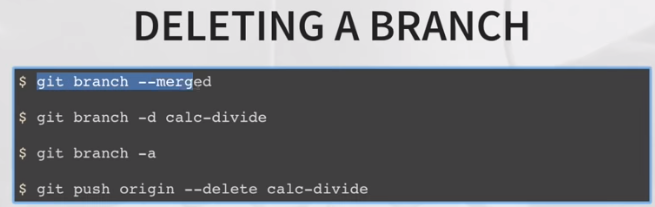 DELETING A BRANCH
$ git branch --merged
$ git branch -d calc-divide
$ git branch -a
$ git push origin --delete calc-divide